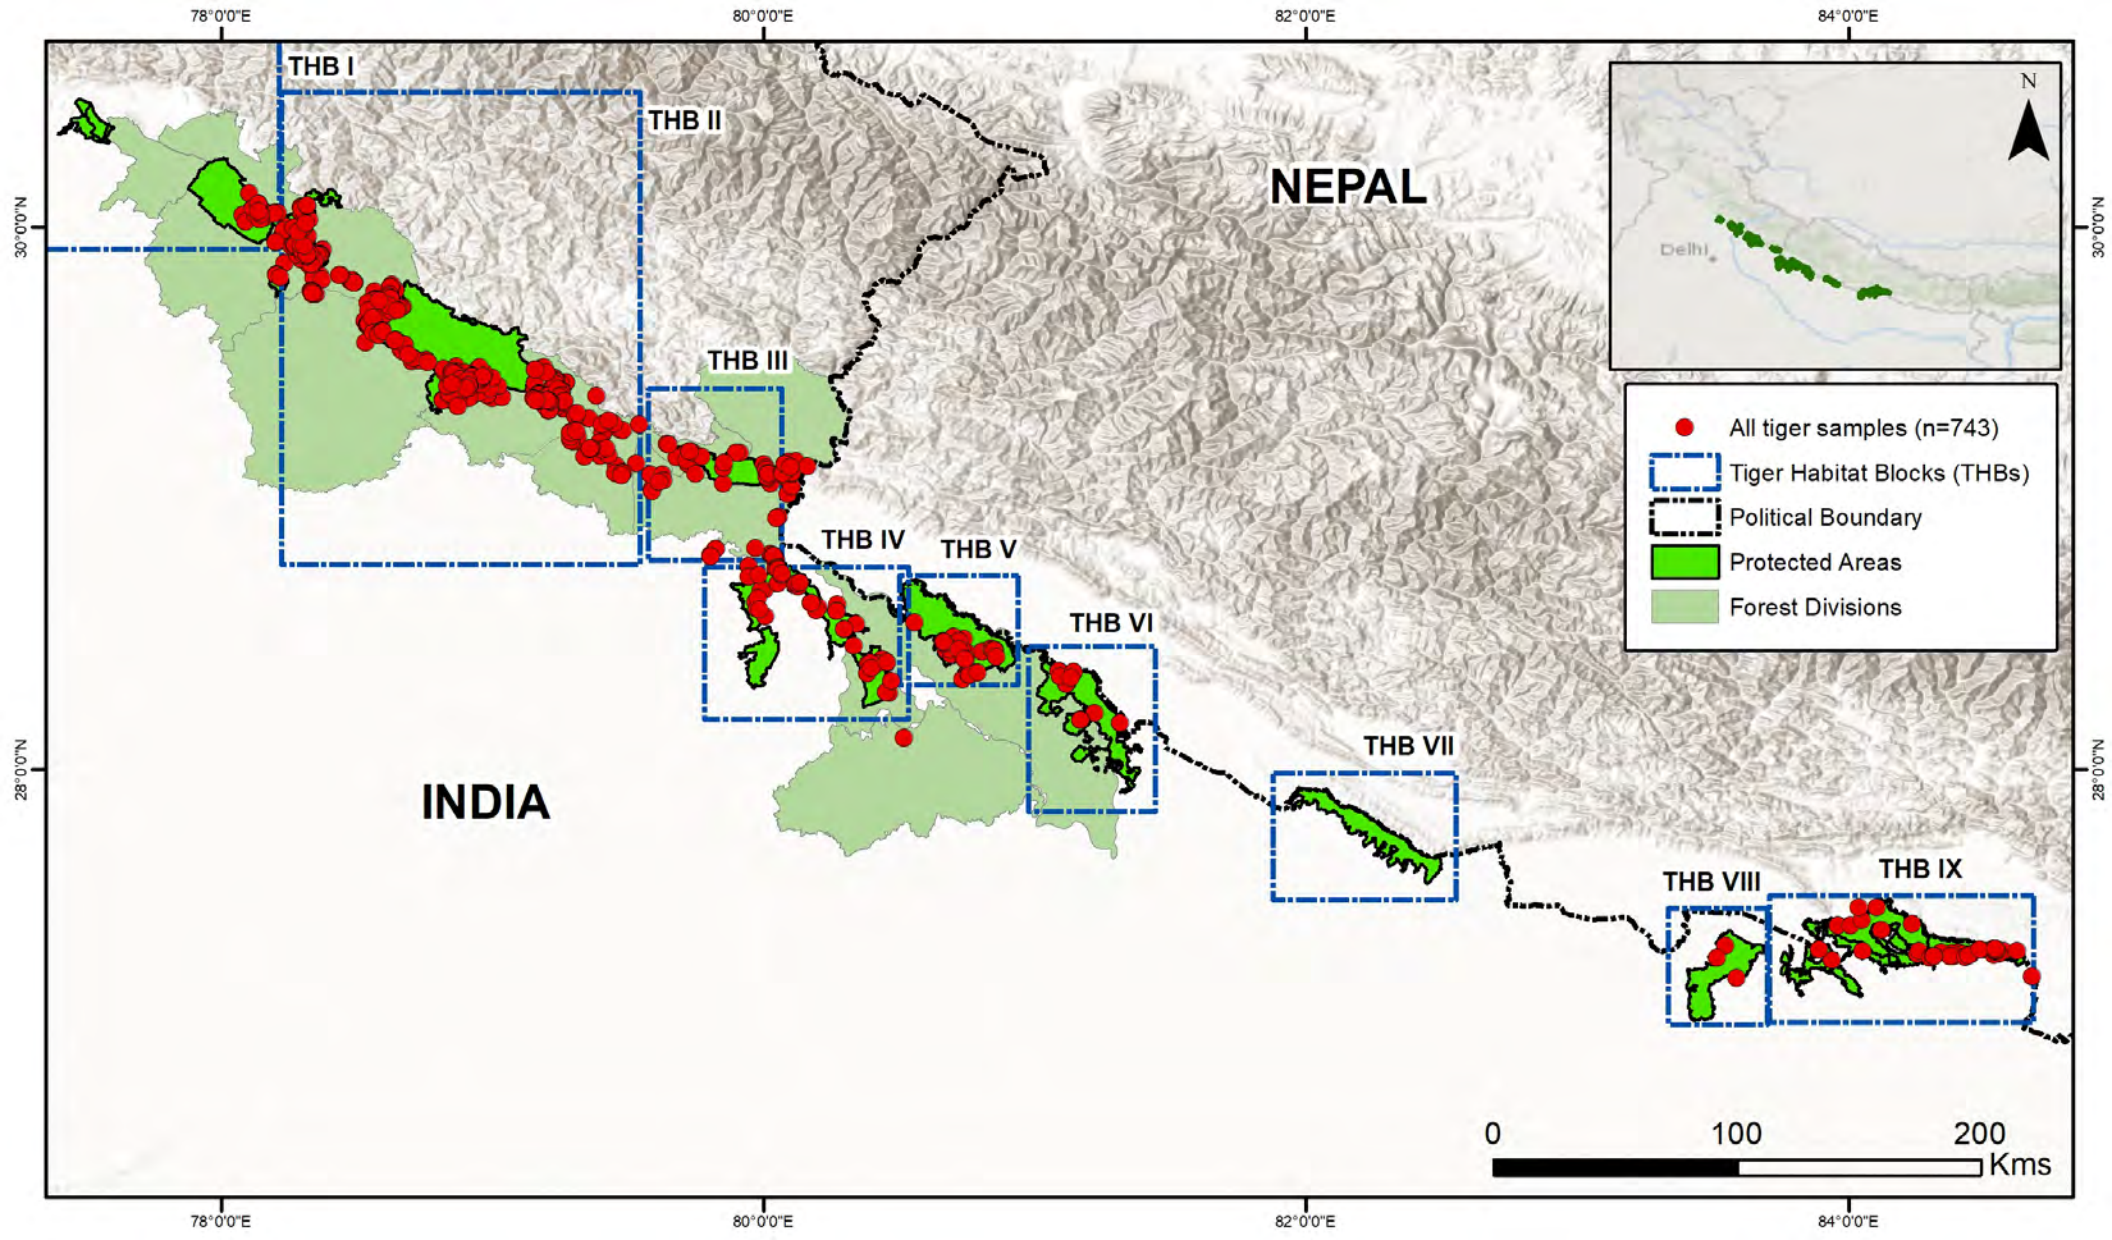 78°0'0"E 80°0'0"E 82°0'0"E 84°0'0"E
THB I
THB II
N
NEPAL
30°0'0"N
30°0'0"N
Delhi
THB III
All tiger samples (n=743)
Tiger Habitat Blocks (THBs)
Political Boundary
Protected Areas
Forest Divisions
THB IV
THB V
THB VI
THB VII
28°0'0"N
28°0'0"N
INDIA
THB VIII
THB IX
0 100 200
Kms
78°0'0"E 80°0'0"E 82°0'0"E 84°0'0"E